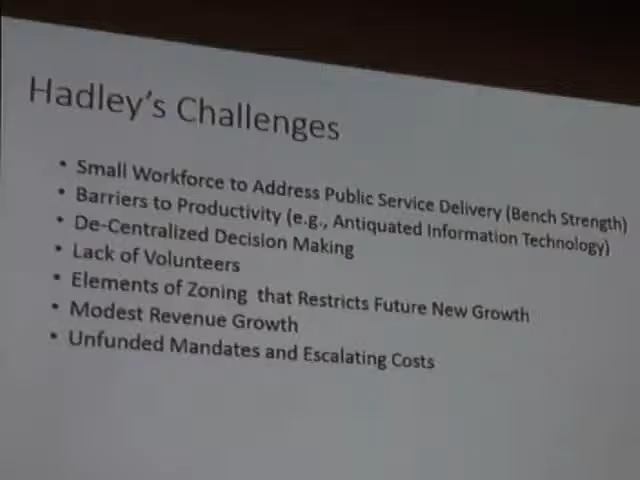 Hadley's Challenges
• Small Workforce to Address Public Service Delivery (Bench Strength)
• Barriers to Productivity (e.g., Antiquated Information Technology)
• De-Centralized Decision Making
• Lack of Volunteers
• Elements of Zoning that Restricts Future New Growth
• Modest Revenue Growth
• Unfunded Mandates and Escalating Costs